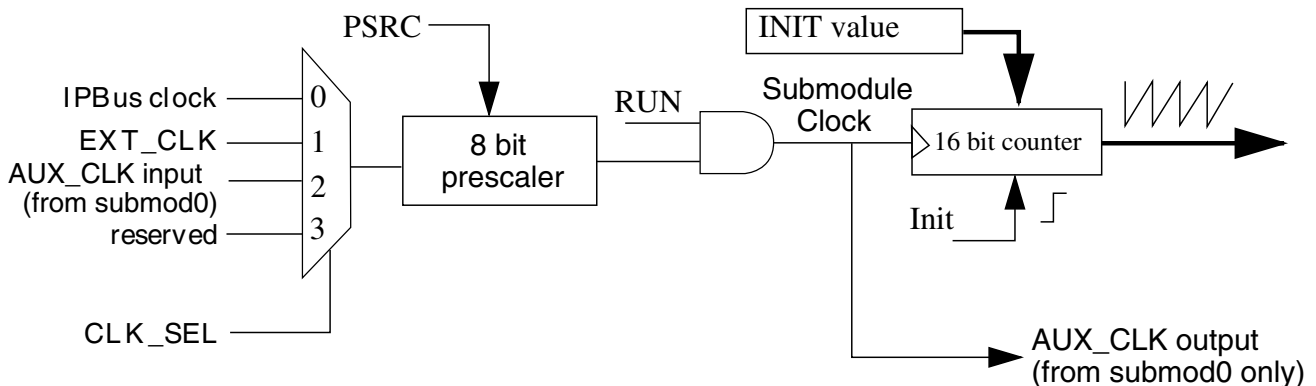 PSRC
INIT value
IPBus clock
0
RUN
Submodule
Clock
EXT_CLK
1
8 bit
prescaler
16 bit counter
AUX_CLK input
(from submod0)
2
reserved
3
Init
CLK_SEL
AUX_CLK output
(from submod0 only)